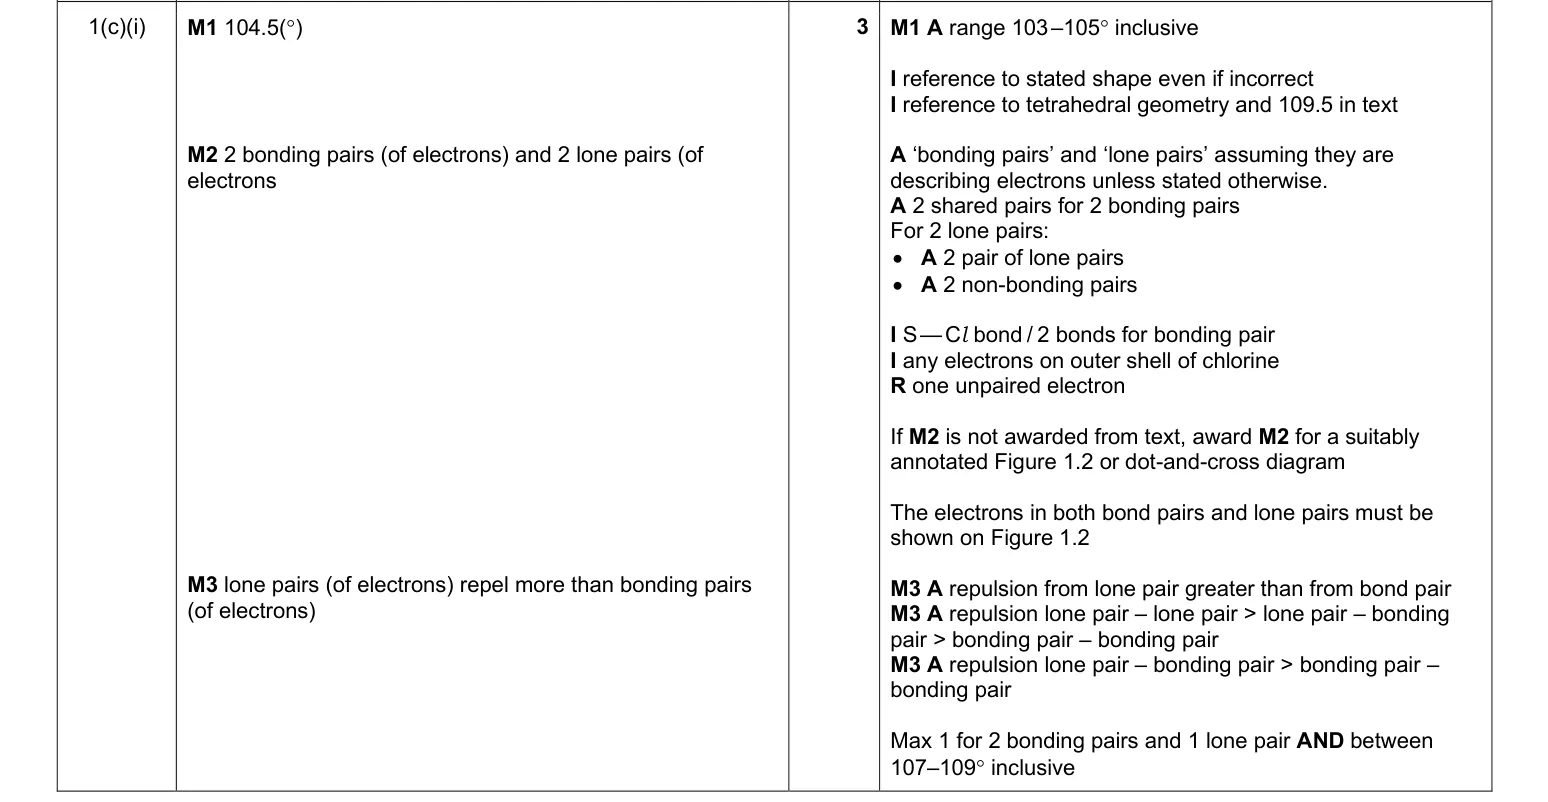 1(c)(i)
M1 104.5(°)
3
M1 A range 103–105° inclusive
I reference to stated shape even if incorrect
I reference to tetrahedral geometry and 109.5 in text
M2 2 bonding pairs (of electrons) and 2 lone pairs (of
electrons
A ‘bonding pairs’ and ‘lone pairs’ assuming they are
describing electrons unless stated otherwise.
A 2 shared pairs for 2 bonding pairs
For 2 lone pairs:
• A 2 pair of lone pairs
• A 2 non-bonding pairs
I S—Cl bond / 2 bonds for bonding pair
I any electrons on outer shell of chlorine
R one unpaired electron
If M2 is not awarded from text, award M2 for a suitably
annotated Figure 1.2 or dot-and-cross diagram
The electrons in both bond pairs and lone pairs must be
shown on Figure 1.2
M3 lone pairs (of electrons) repel more than bonding pairs
(of electrons)
M3 A repulsion from lone pair greater than from bond pair
M3 A repulsion lone pair – lone pair > lone pair – bonding
pair > bonding pair – bonding pair
M3 A repulsion lone pair – bonding pair > bonding pair –
bonding pair
Max 1 for 2 bonding pairs and 1 lone pair AND between
107–109° inclusive